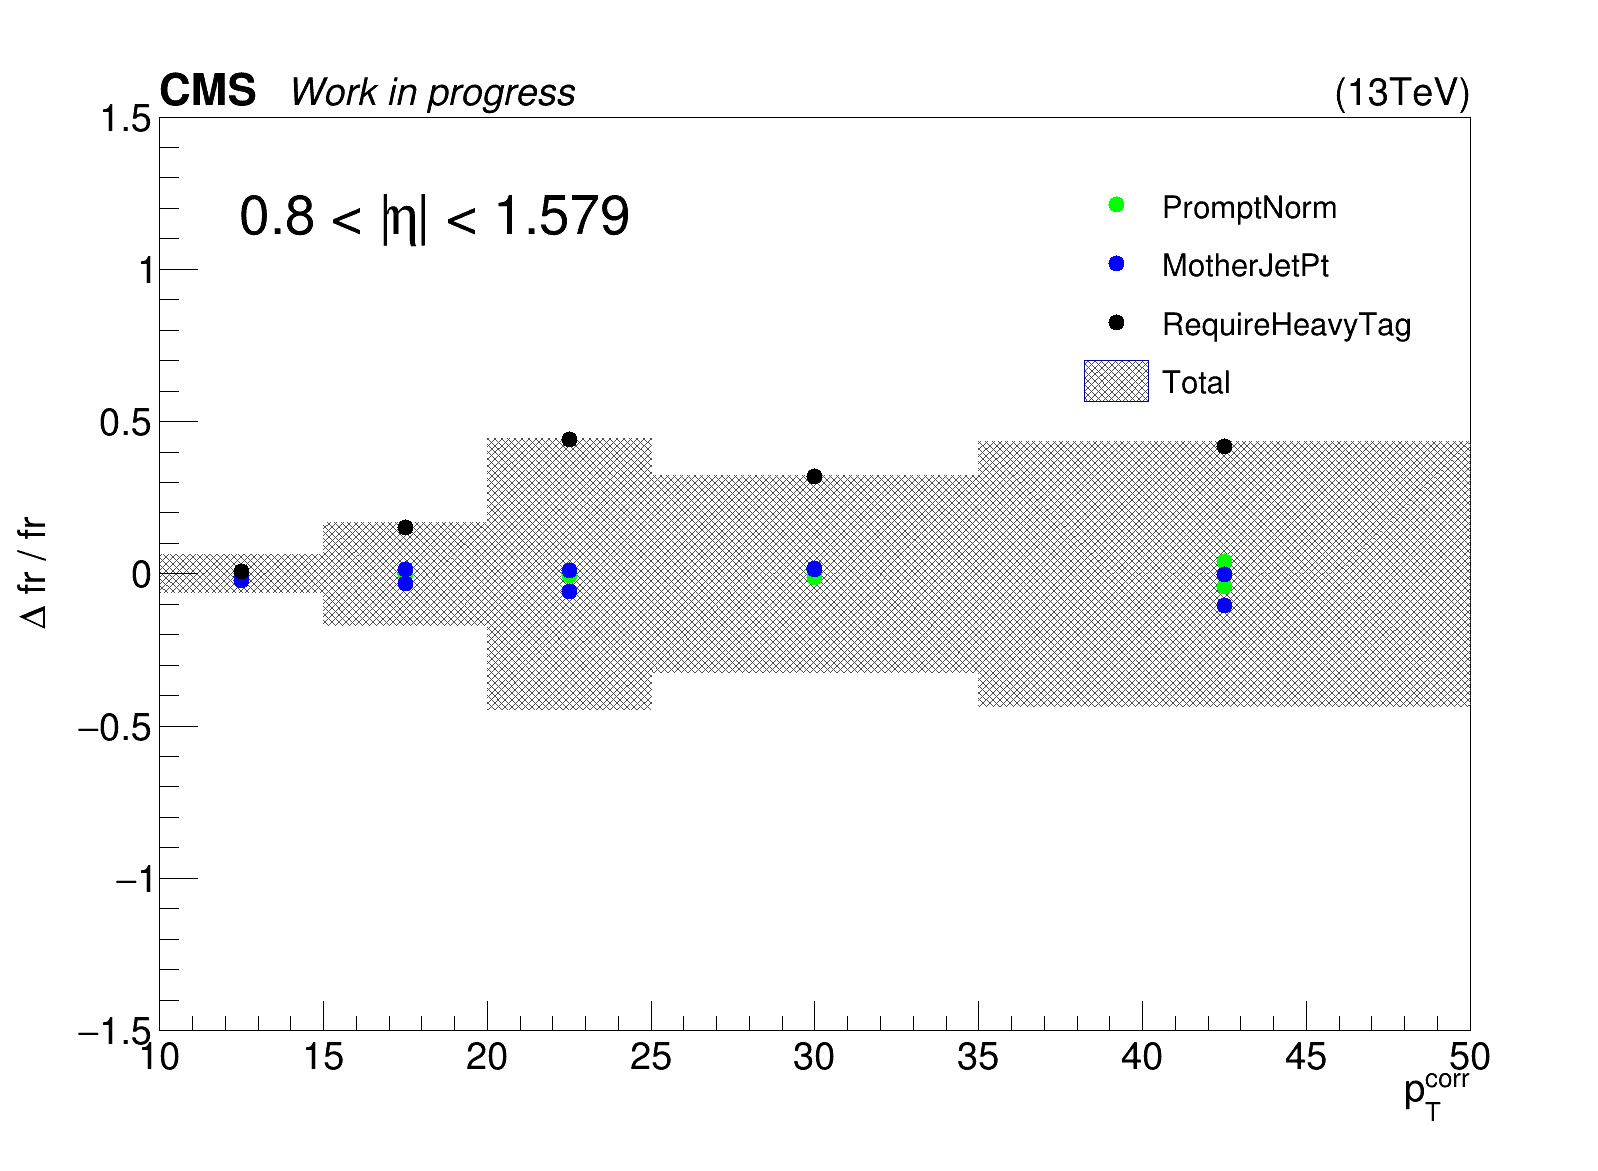 CMS Work in progress (13TeV)
1.5
0.8 < |η| < 1.579
PromptNorm
MotherJetPt
RequireHeavyTag
Total
1
0.5
0
−0.5
−1
−1.5
Δ fr / fr
10 15 20 25 30 35 40 45 50
p_T^corr